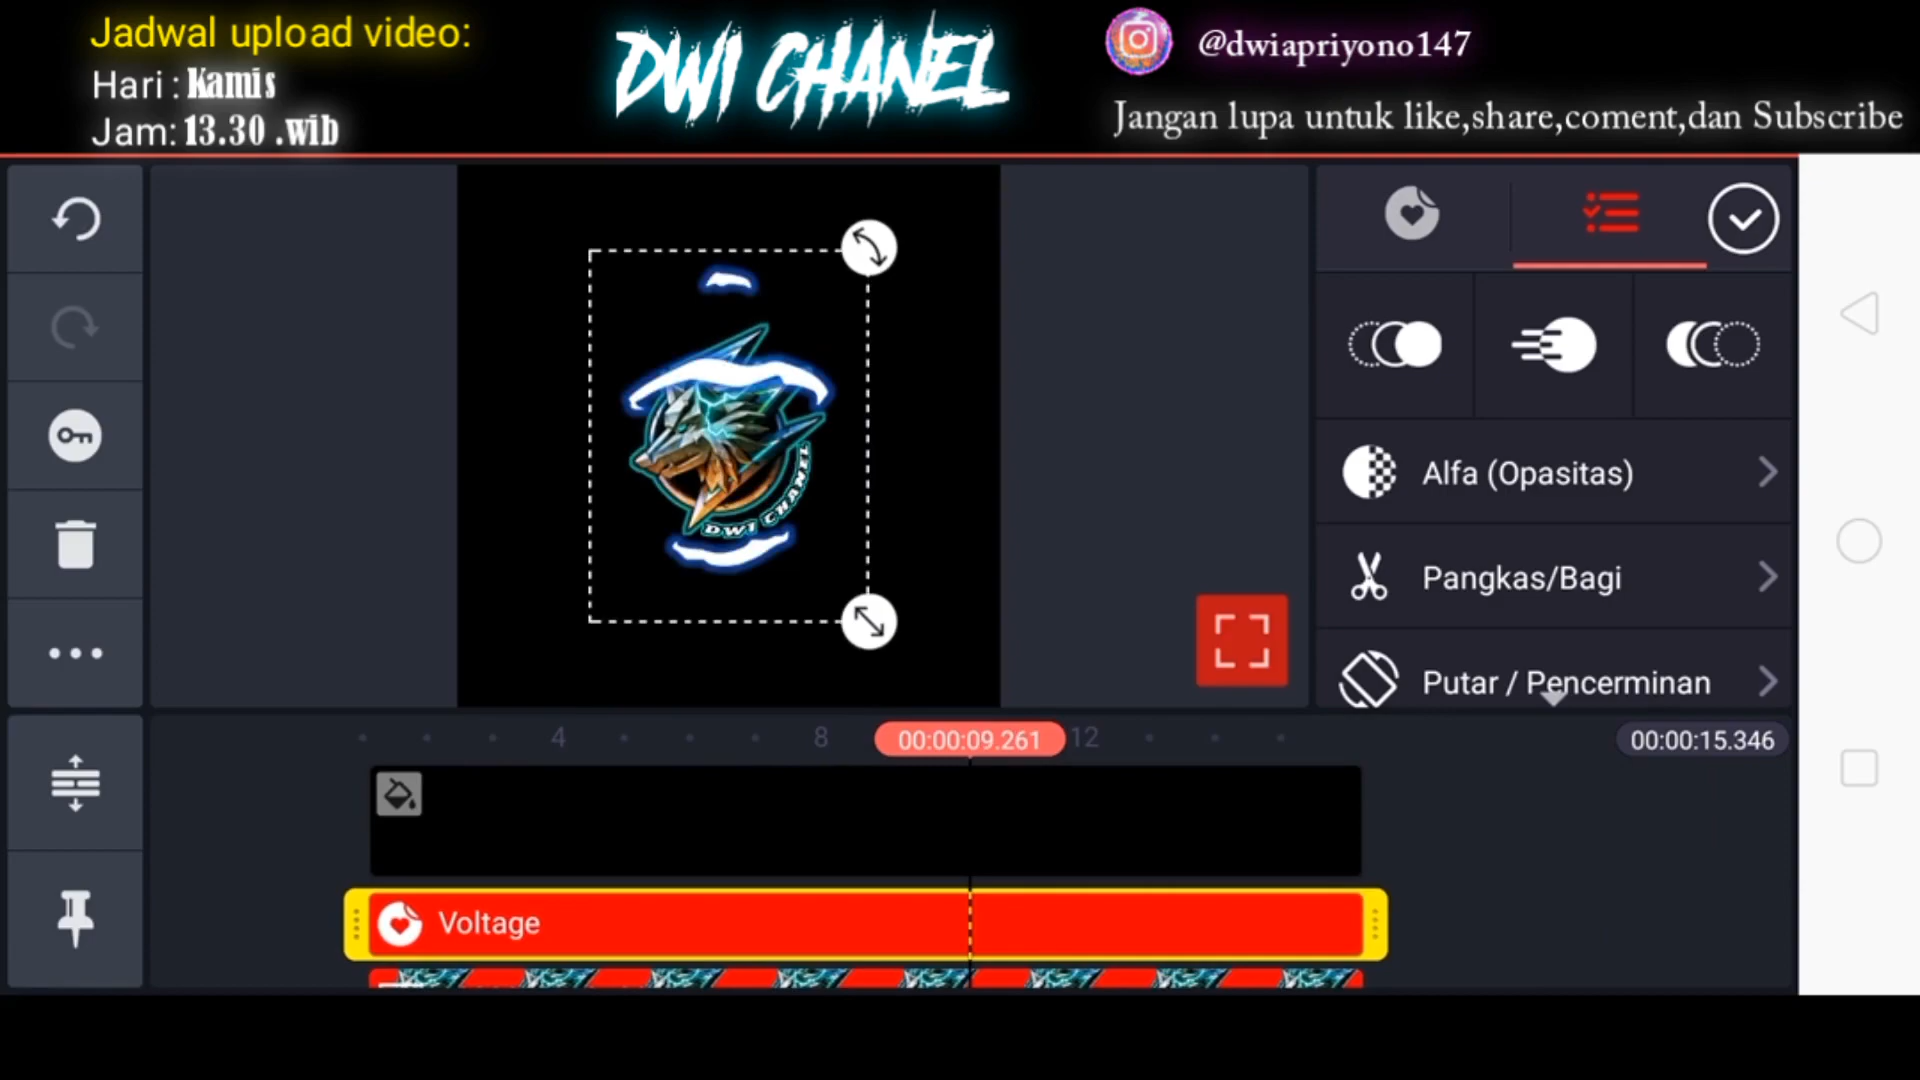 Jadwal upload video:
Hari : Kamis
Jam: 13.30 .wib
DWI CHANEL
@dwiapriyono147
Jangan lupa untuk like,share,coment,dan Subscribe
DWI CHANEL
Alfa (Opasitas)
Pangkas/Bagi
Putar / Pencerminan
4
8
00:00:09.261
12
00:00:15.346
Voltage